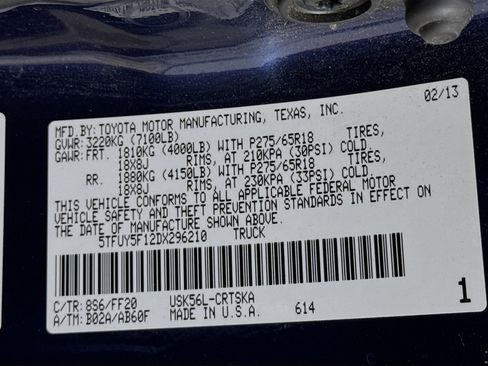 MFD.BY: TOYOTA MOTOR MANUFACTURING, TEXAS, INC. 02/13
GVWR: 3220KG (7100LB)
GAWR: FRT. 1810KG (4000LB) WITH P275/65R18 TIRES,
18X8J RIMS, AT 210KPA (30PSI) COLD.
RR. 1880KG (4150LB) WITH P275/65R18 TIRES,
18X8J RIMS, AT 230KPA (33PSI) COLD.
THIS VEHICLE CONFORMS TO ALL APPLICABLE FEDERAL MOTOR
VEHICLE SAFETY AND THEFT PREVENTION STANDARDS IN EFFECT ON
THE DATE OF MANUFACTURE SHOWN ABOVE.
5TFUY5F12DX296210 TRUCK
C/TR: 8S6/FF20 USK56L-CRTSKA
A/TM: B02A/AB60F MADE IN U.S.A. 614
1